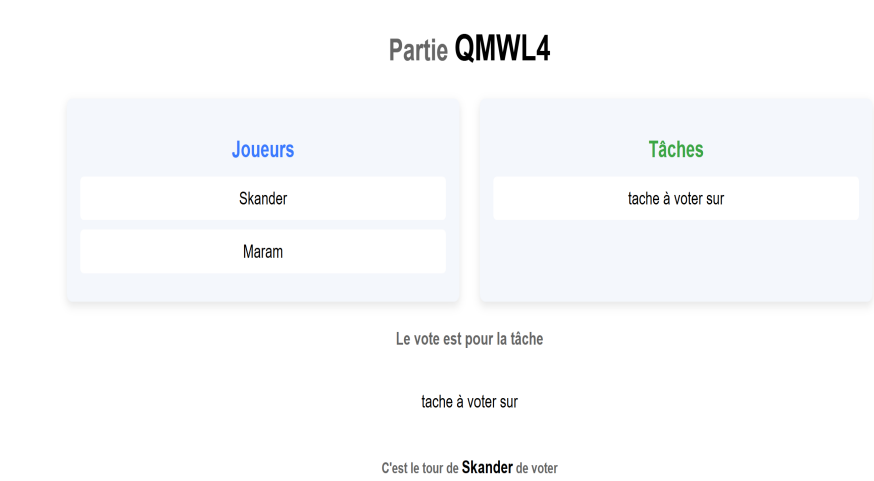 Partie QMWL4
Joueurs
Skander
Maram
Tâches
tache à voter sur
Le vote est pour la tâche
tache à voter sur
C'est le tour de Skander de voter